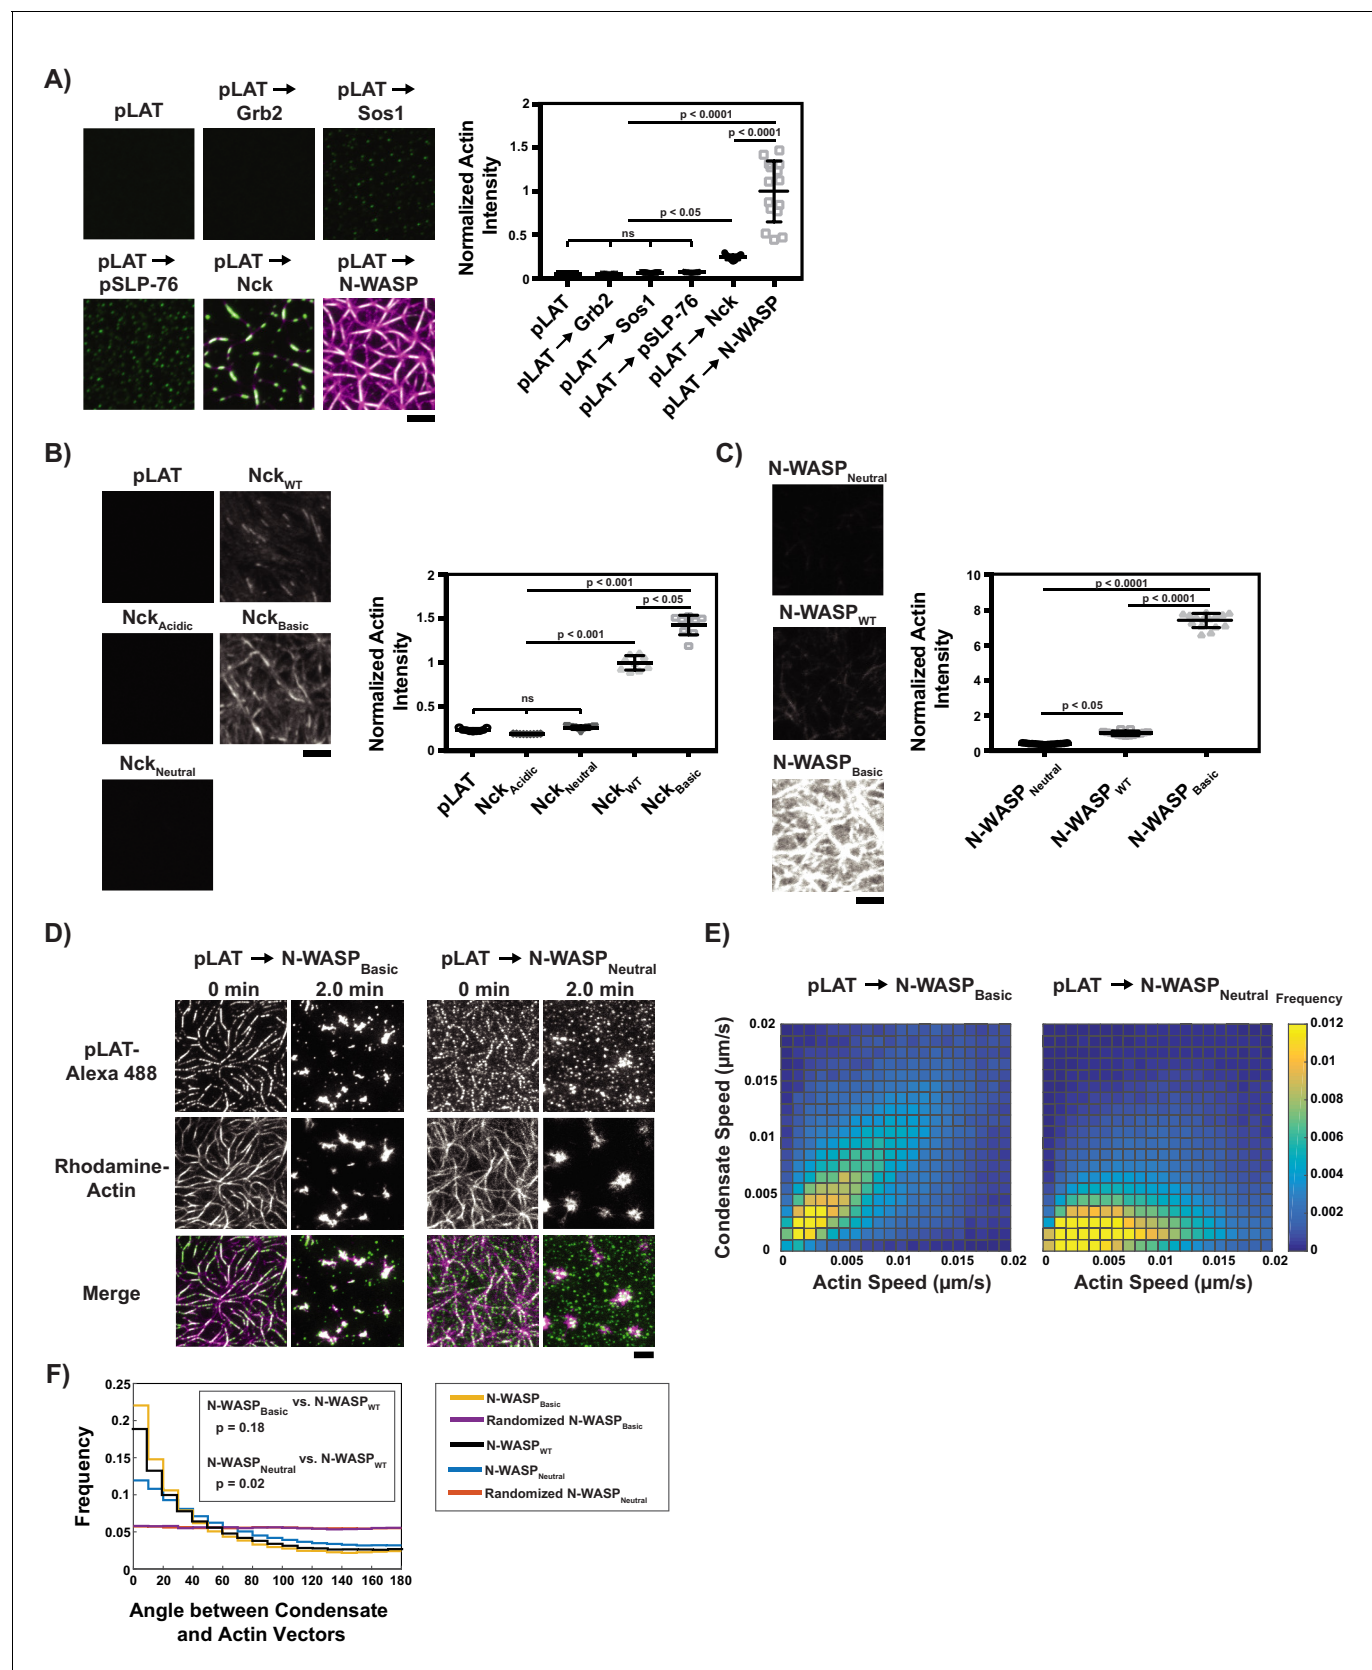 A)
pLAT
pLAT → Grb2
pLAT → Sos1
pLAT → pSLP-76
pLAT → Nck
pLAT → N-WASP
Normalized Actin Intensity
2
1.5
1
0.5
0
p < 0.0001
p < 0.0001
p < 0.05
ns
pLAT
pLAT → Grb2
pLAT → Sos1
pLAT → pSLP-76
pLAT → Nck
pLAT → N-WASP
B)
pLAT
NckWT
NckAcidic
NckBasic
NckNeutral
Normalized Actin Intensity
2
1.5
1
0.5
0
p < 0.001
p < 0.05
p < 0.001
ns
pLAT
NckAcidic
NckNeutral
NckWT
NckBasic
C)
N-WASPNeutral
N-WASPWT
N-WASPBasic
Normalized Actin Intensity
10
8
6
4
2
0
p < 0.0001
p < 0.0001
p < 0.05
N-WASPNeutral
N-WASPWT
N-WASPBasic
D)
pLAT → N-WASPBasic
pLAT → N-WASPNeutral
0 min 2.0 min 0 min 2.0 min
pLAT-Alexa 488
Rhodamine-Actin
Merge
E)
pLAT → N-WASPBasic
pLAT → N-WASPNeutral
Frequency
Condensate Speed (µm/s)
0.02
0.015
0.01
0.005
0
0 0.005 0.01 0.015 0.02
Actin Speed (µm/s)
0 0.005 0.01 0.015 0.02
Actin Speed (µm/s)
0.012
0.01
0.008
0.006
0.004
0.002
0
F)
Frequency
0.25
0.2
0.15
0.1
0.05
0
N-WASPBasic vs. N-WASPWT
p = 0.18
N-WASPNeutral vs. N-WASPWT
p = 0.02
0 20 40 60 80 100 120 140 160 180
Angle between Condensate
and Actin Vectors
N-WASPBasic
Randomized N-WASPBasic
N-WASPWT
N-WASPNeutral
Randomized N-WASPNeutral